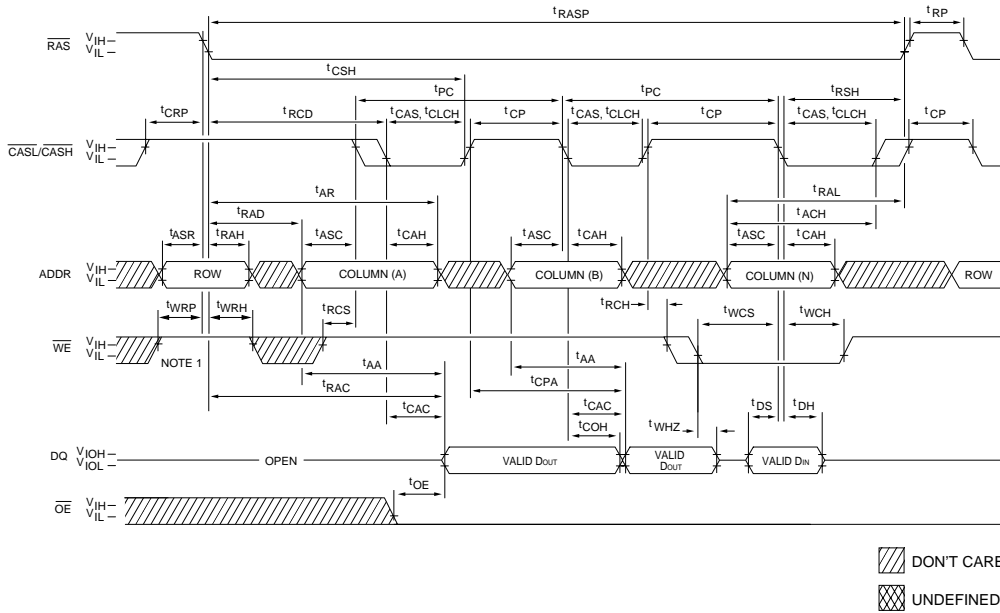 tRASP
tRP
RAS VIH
VIL
tCSH
tPC
tPC
tRSH
tCRP
tRCD
tCAS, tCLCH
tCP
tCAS, tCLCH
tCP
tCAS, tCLCH
tCP
CASL/CASH VIH
VIL
tAR
tRAL
tRAD
tACH
tASR
tRAH
tASC
tCAH
tASC
tCAH
tASC
tCAH
ADDR VIH
VIL
ROW
COLUMN (A)
COLUMN (B)
COLUMN (N)
ROW
tRCS
tRCH
tWRP
tWRH
tWCS
tWCH
WE VIH
VIL
NOTE 1
tAA
tAA
tRAC
tCPA
tCAC
tCAC
tWHZ
tDS
tDH
tCOH
DQ VIOH
VIOL
OPEN
VALID DOUT
VALID
DOUT
VALID DIN
tOE
OE VIH
VIL
DON'T CARE
UNDEFINED